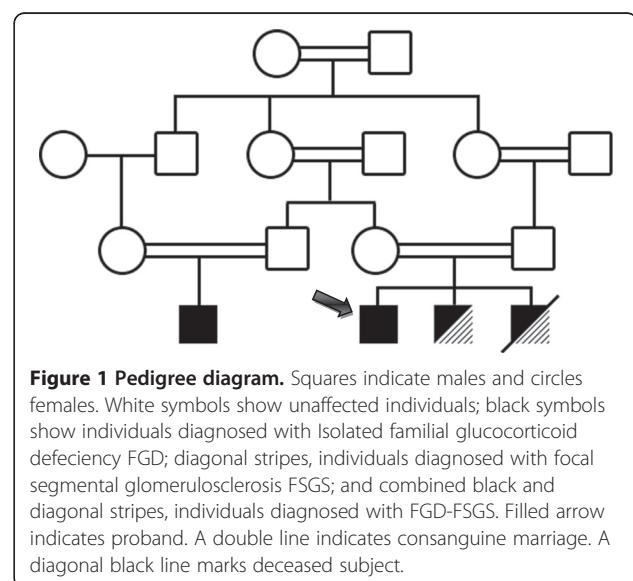 Figure 1 Pedigree diagram. Squares indicate males and circles
females. White symbols show unaffected individuals; black symbols
show individuals diagnosed with Isolated familial glucocorticoid
defeciency FGD; diagonal stripes, individuals diagnosed with focal
segmental glomerulosclerosis FSGS; and combined black and
diagonal stripes, individuals diagnosed with FGD-FSGS. Filled arrow
indicates proband. A double line indicates consanguine marriage. A
diagonal black line marks deceased subject.